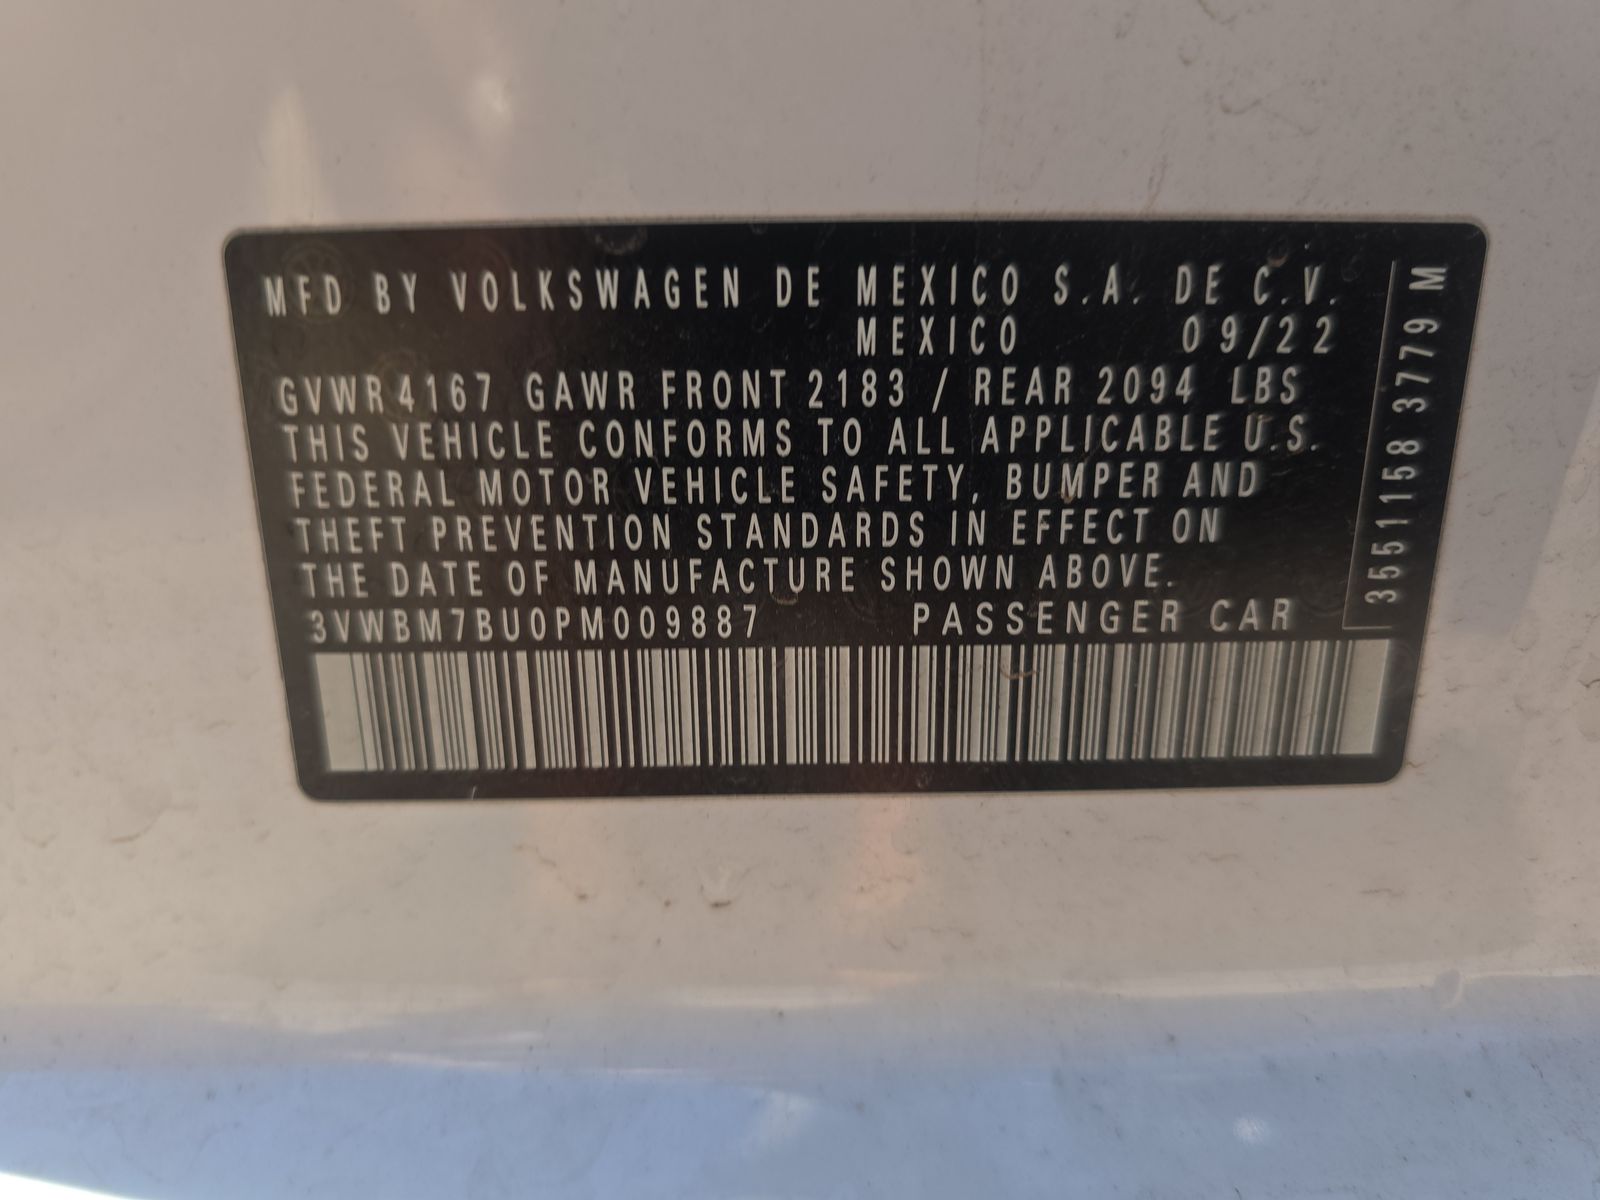 MFD BY VOLKSWAGEN DE MEXICO S.A. DE C.V.
MEXICO 09/22
GVWR 4167 GAWR FRONT 2183 / REAR 2094 LBS
THIS VEHICLE CONFORMS TO ALL APPLICABLE U.S.
FEDERAL MOTOR VEHICLE SAFETY, BUMPER AND
THEFT PREVENTION STANDARDS IN EFFECT ON
THE DATE OF MANUFACTURE SHOWN ABOVE.
3VWBM7BU0PM009887 PASSENGER CAR
3551158 3779 M